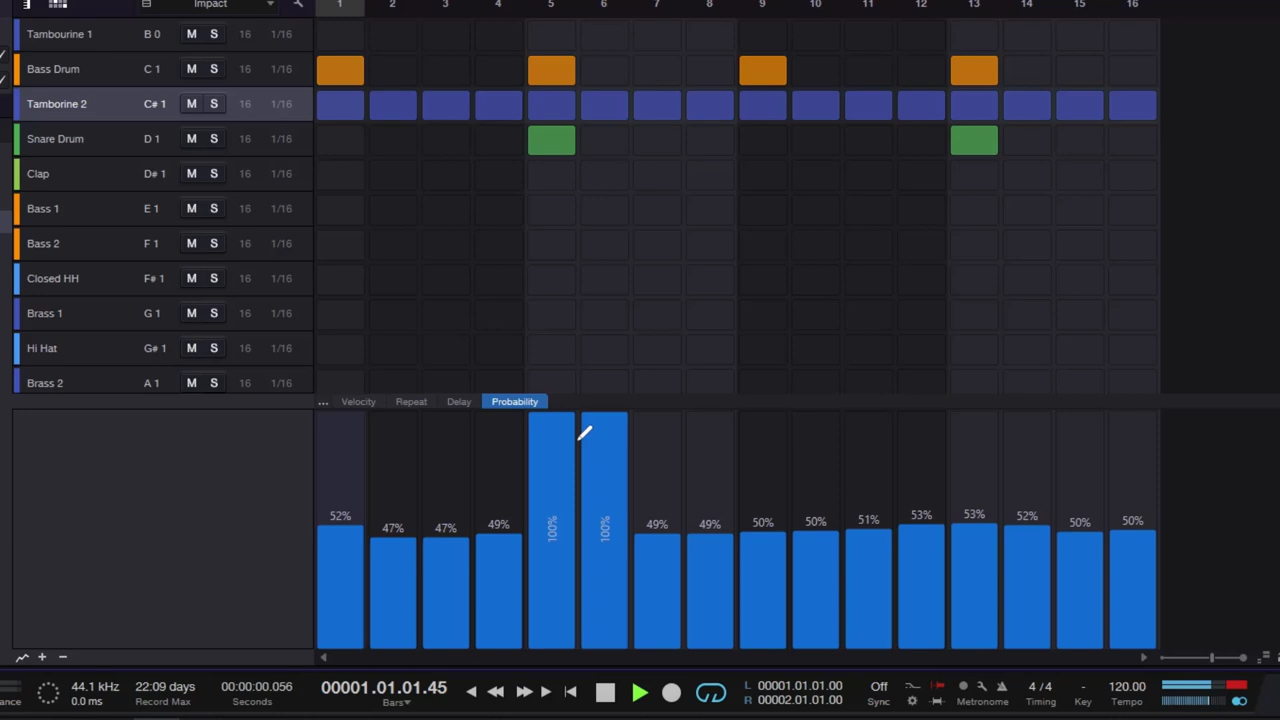 Impact 1 2 3 4 5 6 7 8 9 10 11 12 13 14 15 16
Tambourine 1 B 0 M S 16 1/16
Bass Drum C 1 M S 16 1/16
Tamborine 2 C# 1 M S 16 1/16
Snare Drum D 1 M S 16 1/16
Clap D# 1 M S 16 1/16
Bass 1 E 1 M S 16 1/16
Bass 2 F 1 M S 16 1/16
Closed HH F# 1 M S 16 1/16
Brass 1 G 1 M S 16 1/16
Hi Hat G# 1 M S 16 1/16
Brass 2 A 1 M S 16 1/16
... Velocity Repeat Delay Probability
52% 47% 47% 49% 100% 100% 49% 49% 50% 50% 51% 53% 53% 52% 50% 50%
44.1 kHz 22:09 days 00:00:00.056 00001.01.01.45 L 00001.01.01.00 Off 4 / 4 - 120.00
0.0 ms Record Max Seconds Bars R 00002.01.01.00 Sync Metronome Timing Key Tempo